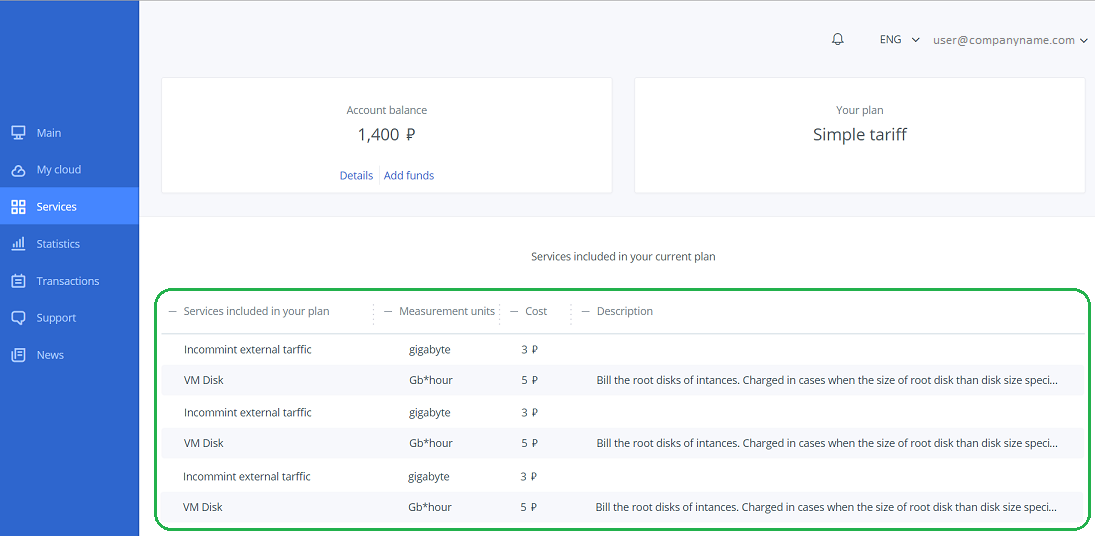 ENG
user@companyname.com
Account balance
1,400 ₽
Details
Add funds
Your plan
Simple tariff
Main
My cloud
Services
Statistics
Transactions
Support
News
Services included in your current plan
Services included in your plan Measurement units Cost Description
Incommint external tarffic gigabyte 3 ₽
VM Disk Gb*hour 5 ₽ Bill the root disks of intances. Charged in cases when the size of root disk than disk size speci...
Incommint external tarffic gigabyte 3 ₽
VM Disk Gb*hour 5 ₽ Bill the root disks of intances. Charged in cases when the size of root disk than disk size speci...
Incommint external tarffic gigabyte 3 ₽
VM Disk Gb*hour 5 ₽ Bill the root disks of intances. Charged in cases when the size of root disk than disk size speci...